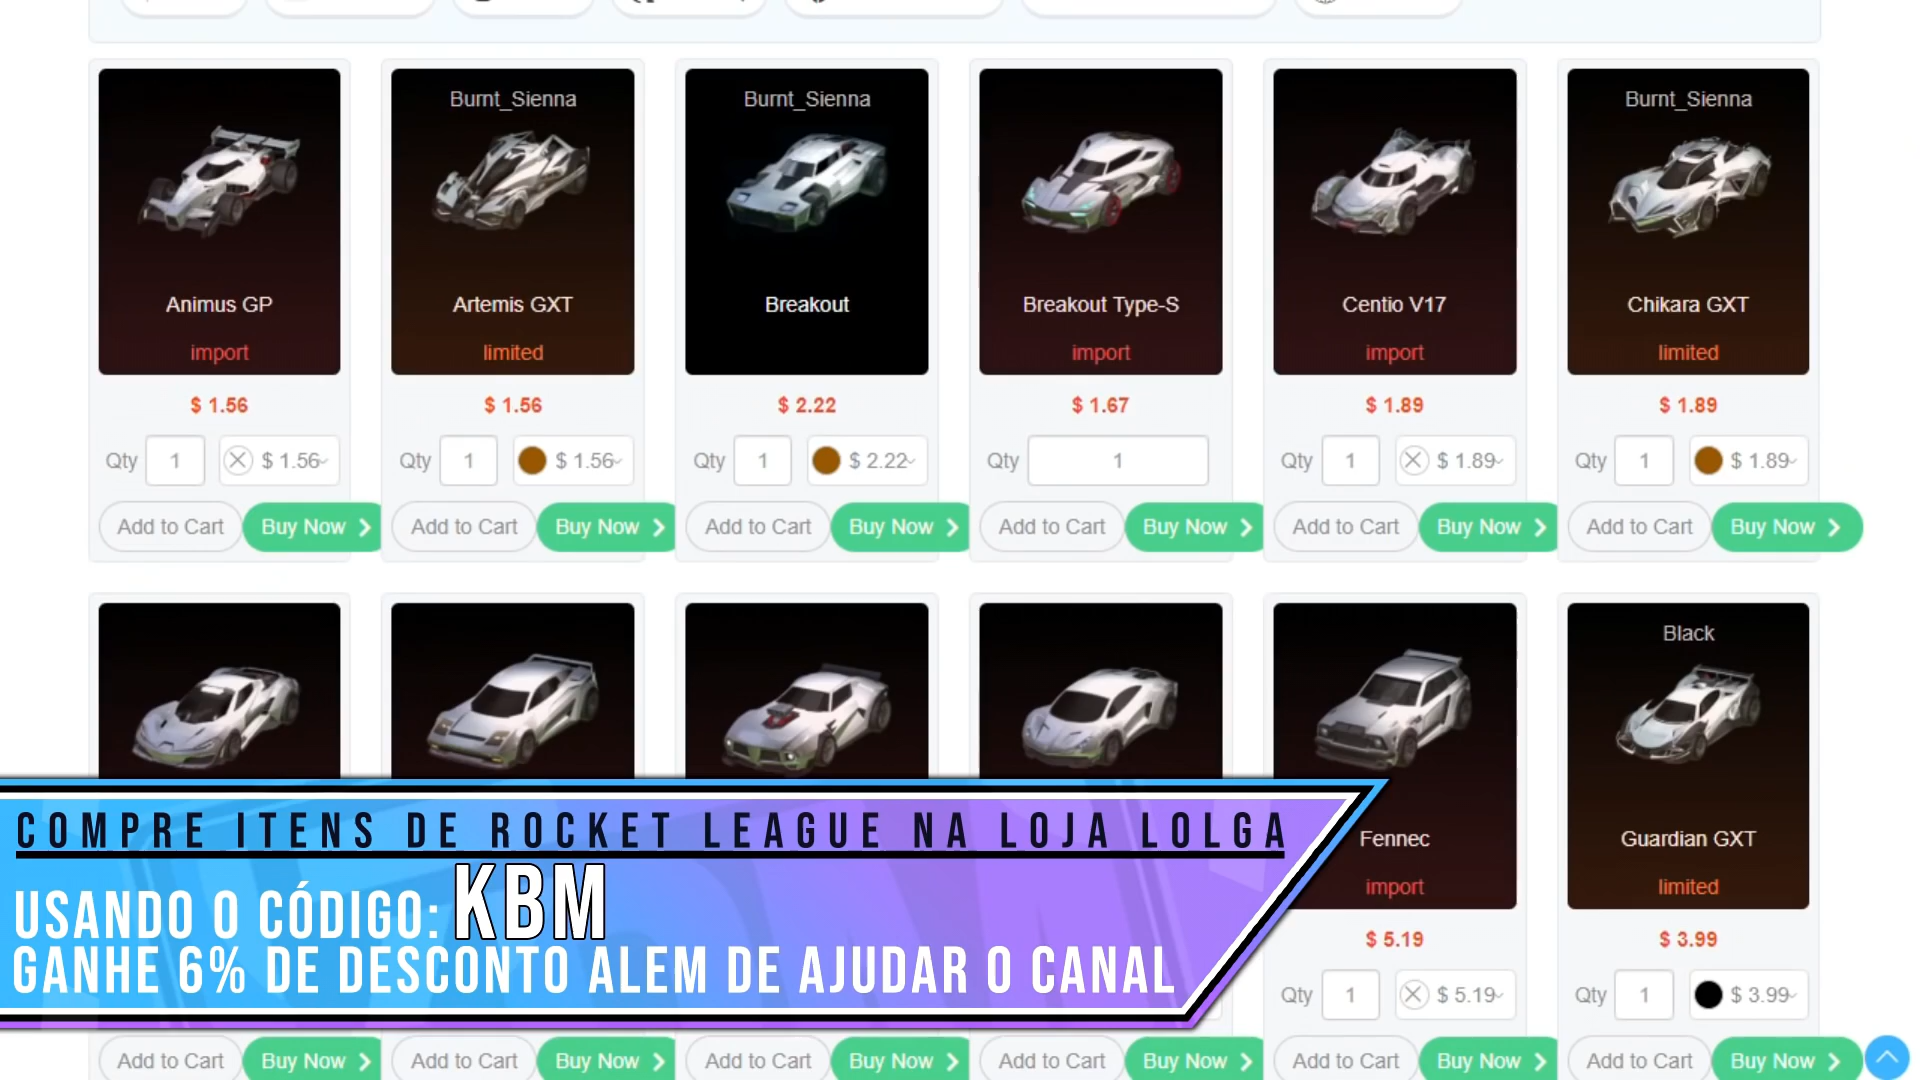 Burnt_Sienna Burnt_Sienna Burnt_Sienna
Animus GP Artemis GXT Breakout Breakout Type-S Centio V17 Chikara GXT
import limited import import limited
$ 1.56 $ 1.56 $ 2.22 $ 1.67 $ 1.89 $ 1.89
Qty 1 $ 1.56 Qty 1 $ 1.56 Qty 1 $ 2.22 Qty 1 Qty 1 $ 1.89 Qty 1 $ 1.89
Add to Cart Buy Now Add to Cart Buy Now Add to Cart Buy Now Add to Cart Buy Now Add to Cart Buy Now Add to Cart Buy Now
Black
COMPRE ITENS DE ROCKET LEAGUE NA LOJA LOLGA
USANDO O CÓDIGO: KBM
GANHE 6% DE DESCONTO ALEM DE AJUDAR O CANAL
Fennec Guardian GXT
import limited
$ 5.19 $ 3.99
Qty 1 $ 5.19 Qty 1 $ 3.99
Add to Cart Buy Now Add to Cart Buy Now Add to Cart Buy Now Add to Cart Buy Now Add to Cart Buy Now Add to Cart Buy Now